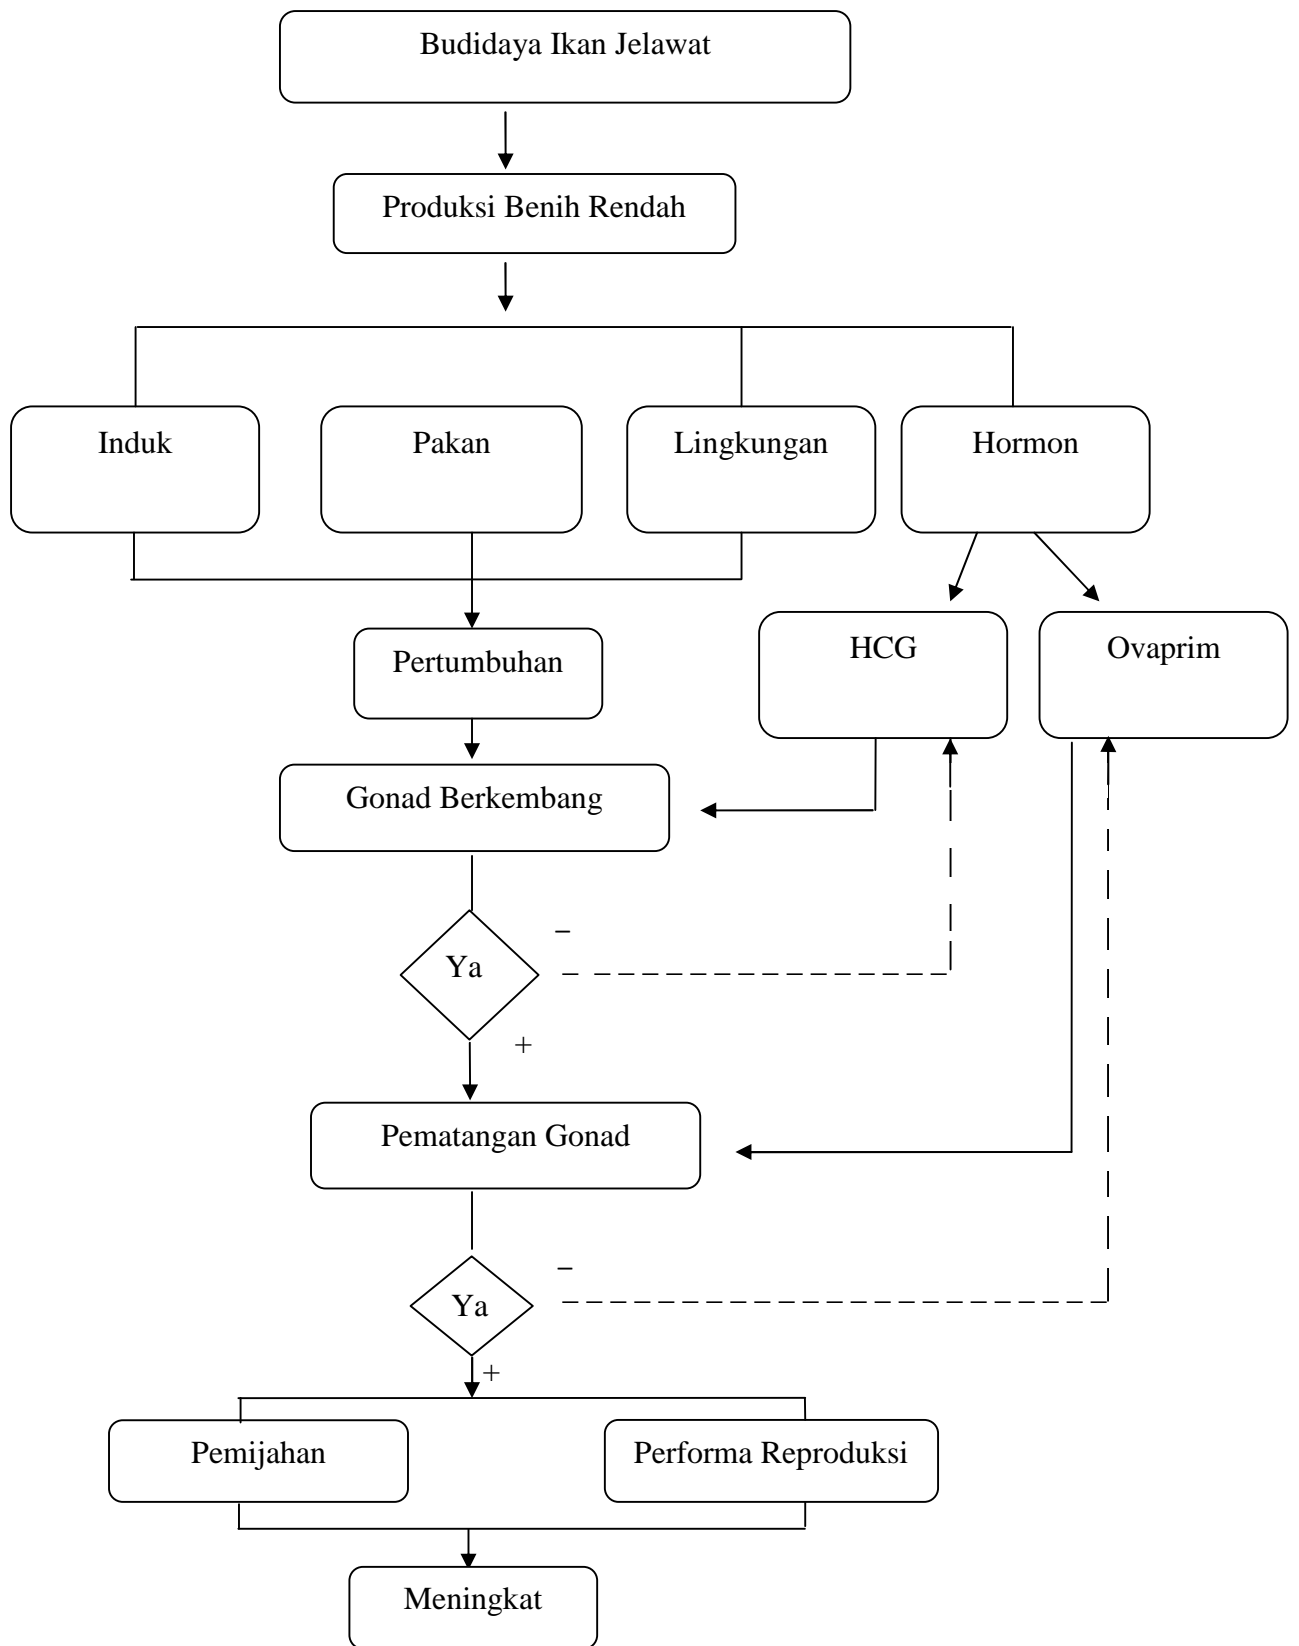 Budidaya Ikan Jelawat
Produksi Benih Rendah
Induk
Pakan
Lingkungan
Hormon
HCG
Ovaprim
Pertumbuhan
Gonad Berkembang
–
Ya
+
Pematangan Gonad
–
Ya
+
Pemijahan
Performa Reproduksi
Meningkat